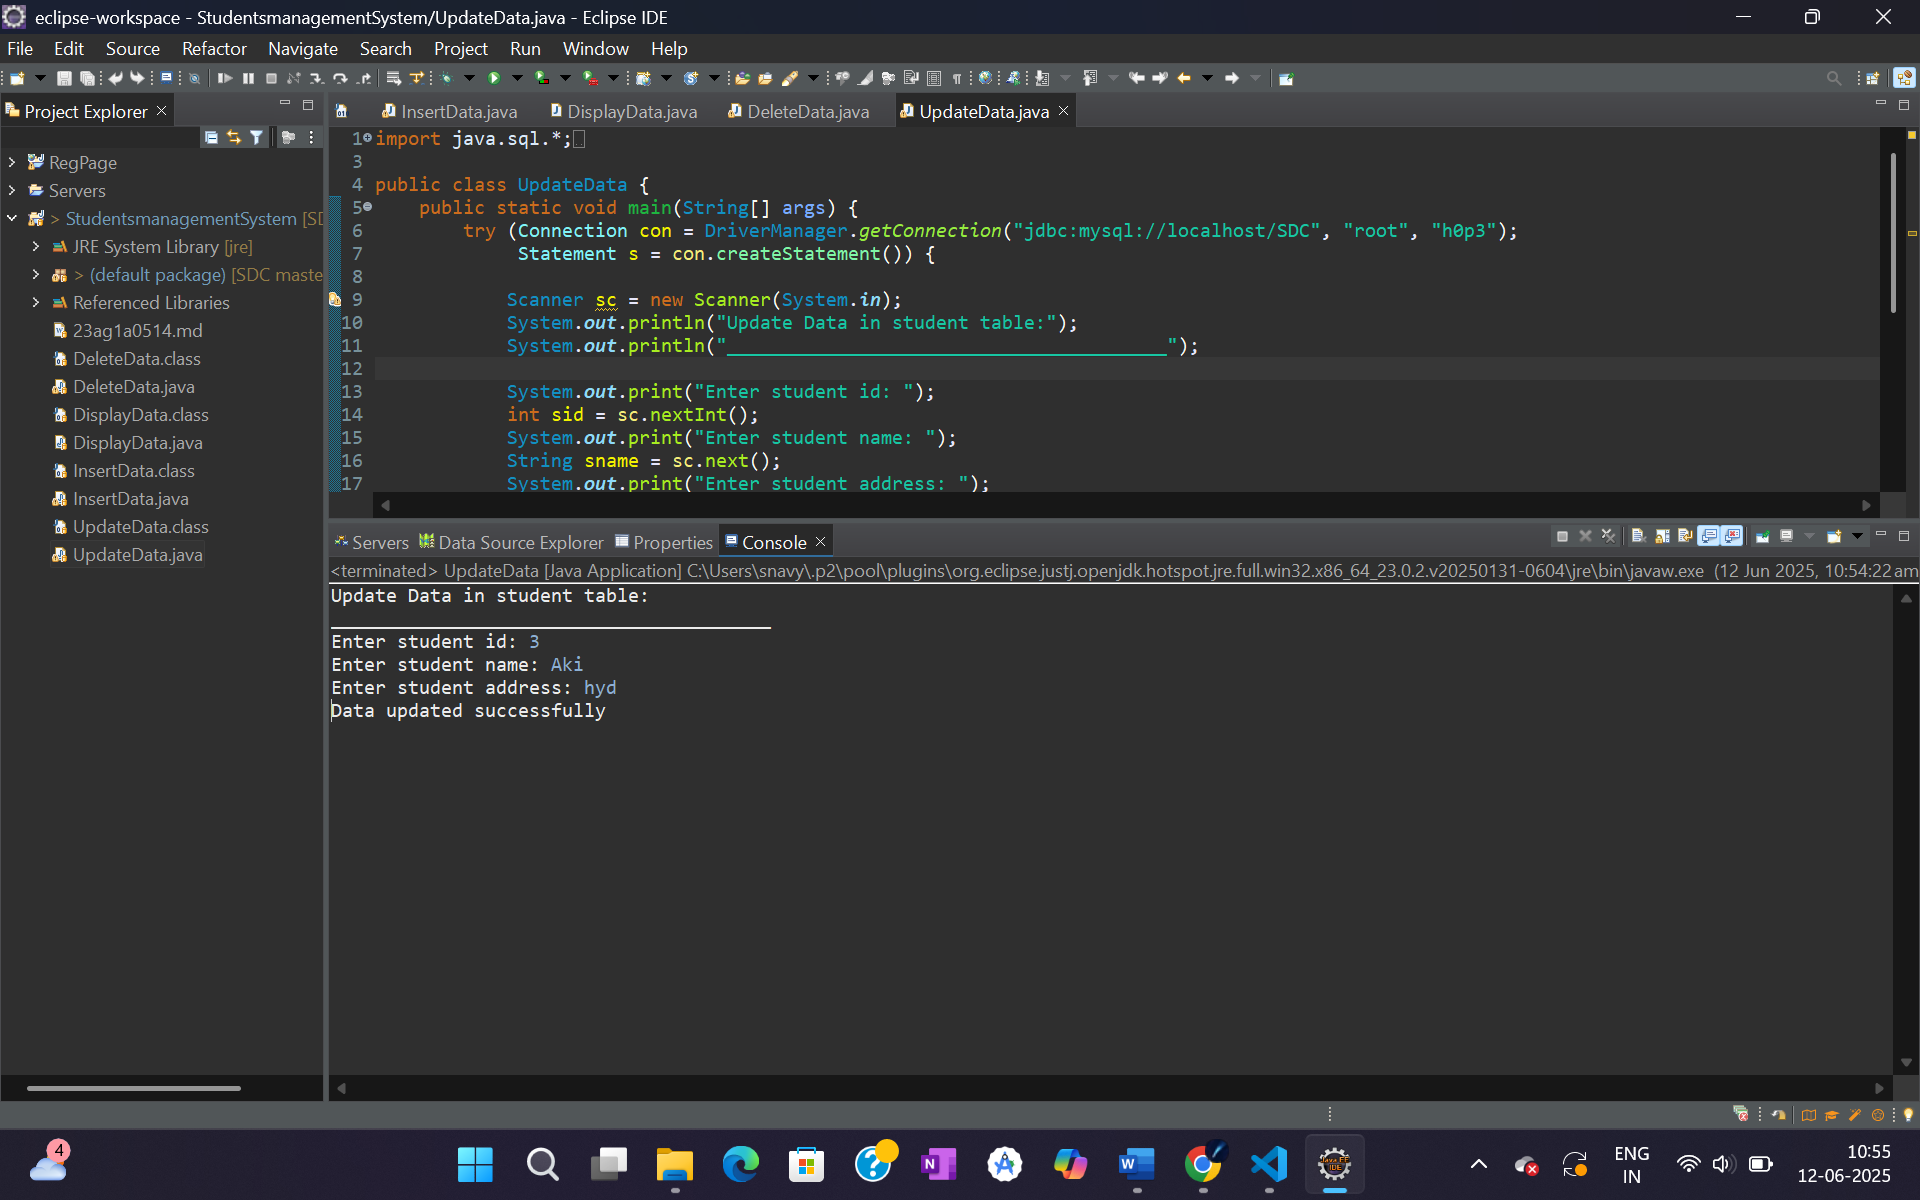 eclipse-workspace - StudentsmanagementSystem/UpdateData.java - Eclipse IDE
File Edit Source Refactor Navigate Search Project Run Window Help
Project Explorer
InsertData.java DisplayData.java DeleteData.java UpdateData.java
RegPage
Servers
> StudentsmanagementSystem [SD
JRE System Library [jre]
> (default package) [SDC maste
Referenced Libraries
23ag1a0514.md
DeleteData.class
DeleteData.java
DisplayData.class
DisplayData.java
InsertData.class
InsertData.java
UpdateData.class
UpdateData.java
1 import java.sql.*;
3
4 public class UpdateData {
5 public static void main(String[] args) {
6 try (Connection con = DriverManager.getConnection("jdbc:mysql://localhost/SDC", "root", "h0p3");
7 Statement s = con.createStatement()) {
8
9 Scanner sc = new Scanner(System.in);
10 System.out.println("Update Data in student table:");
11 System.out.println("________________________________________");
12
13 System.out.print("Enter student id: ");
14 int sid = sc.nextInt();
15 System.out.print("Enter student name: ");
16 String sname = sc.next();
17 System.out.print("Enter student address: ");
Servers Data Source Explorer Properties Console
<terminated> UpdateData [Java Application] C:\Users\snavy\.p2\pool\plugins\org.eclipse.justj.openjdk.hotspot.jre.full.win32.x86_64_23.0.2.v20250131-0604\jre\bin\javaw.exe (12 Jun 2025, 10:54:22 am
Update Data in student table:
________________________________________
Enter student id: 3
Enter student name: Aki
Enter student address: hyd
Data updated successfully
4
ENG
IN
10:55
12-06-2025